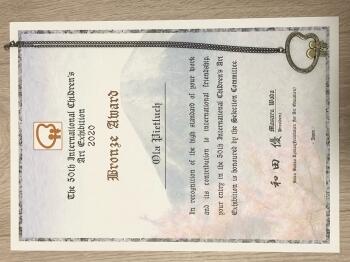 The 50th International Children's
Art Exhibition
2020
Bronze Award
Ola Pietluch
In recognition of the high standard of your work
and its contribution to international friendship,
your entry in the 50th International Children's Art
Exhibition is honoured by the Selection Committee.
和田 優
Masaru Wada
President
Japan